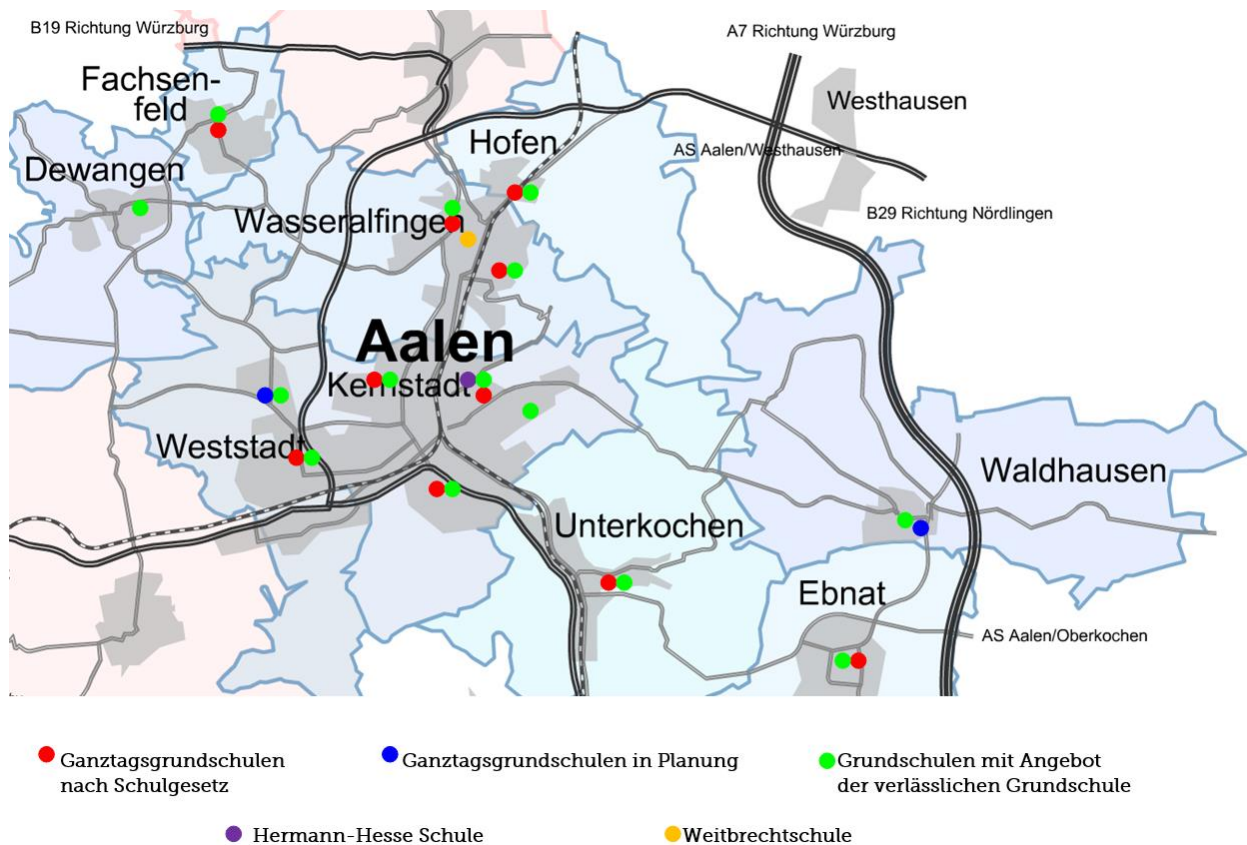 B19 Richtung Würzburg
A7 Richtung Würzburg
Fachsen-
feld
Westhausen
Hofen
AS Aalen/Westhausen
Dewangen
B29 Richtung Nördlingen
Wasseralfingen
Aalen
Kernstadt
Weststadt
Waldhausen
Unterkochen
Ebnat
AS Aalen/Oberkochen
Ganztagsgrundschulen
nach Schulgesetz
Ganztagsgrundschulen in Planung
Grundschulen mit Angebot
der verlässlichen Grundschule
Hermann-Hesse Schule
Weitbrechtschule